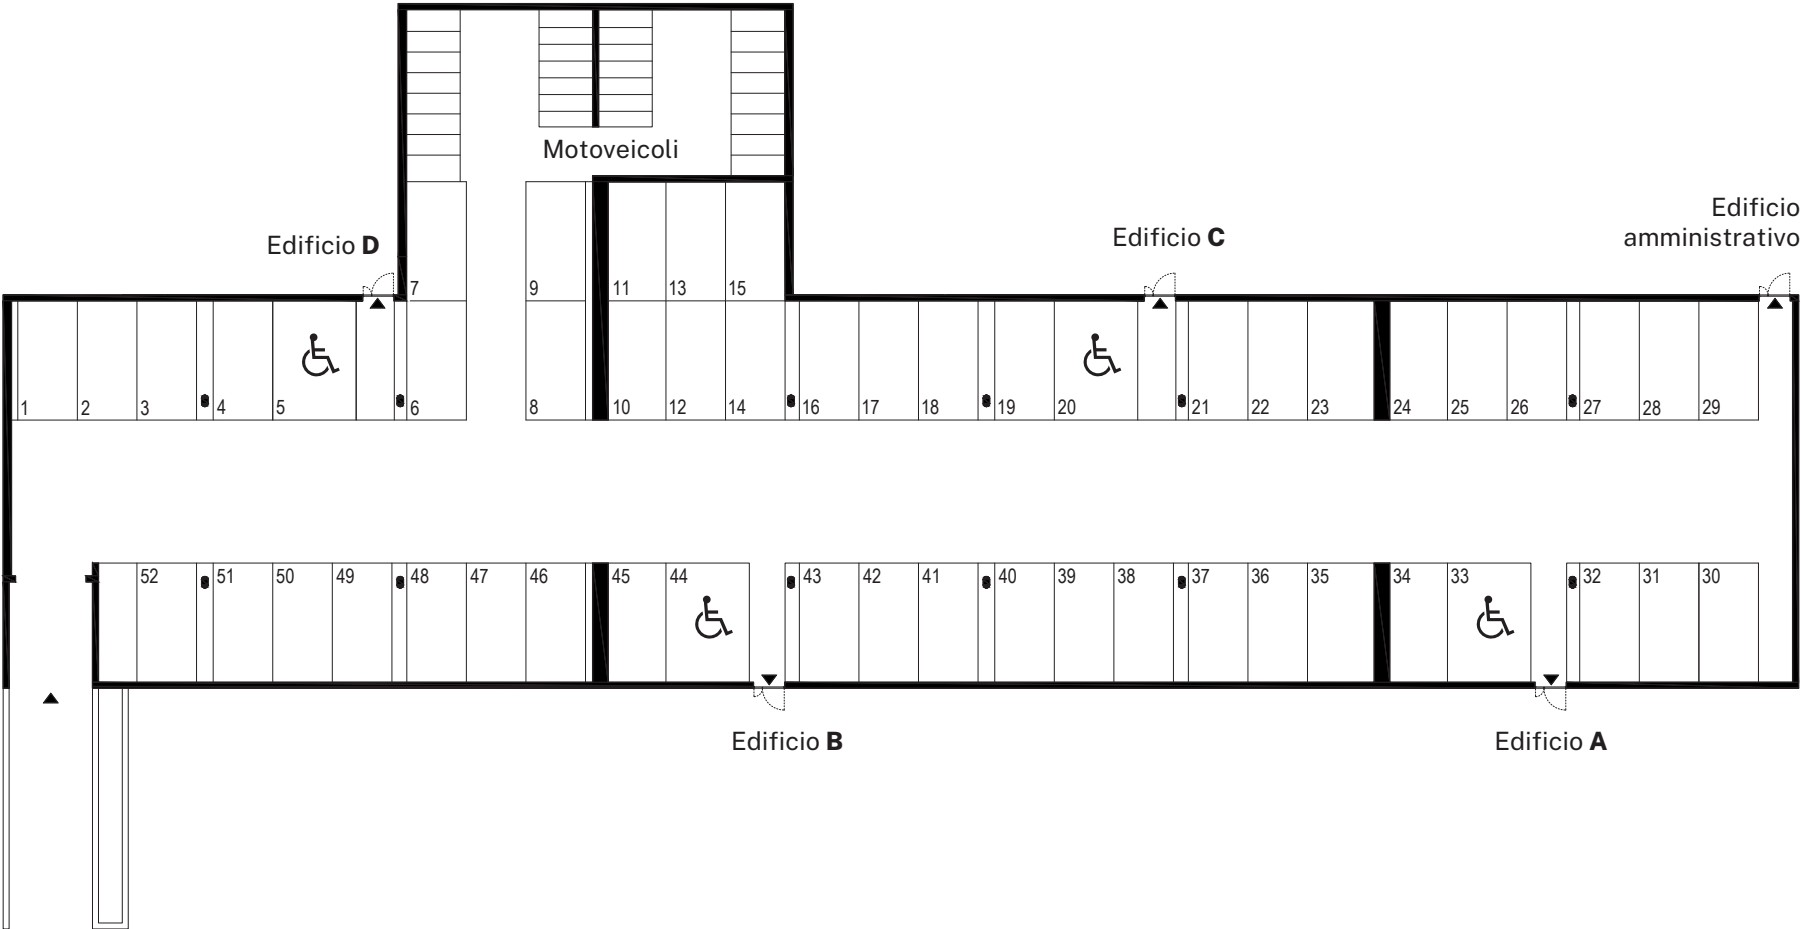 Motoveicoli
Edificio
amministrativo
Edificio D
Edificio C
7 9 11 13 15
1 2 3 4 5 6 8 10 12 14 16 17 18 19 20 21 22 23 24 25 26 27 28 29
52 51 50 49 48 47 46 45 44 43 42 41 40 39 38 37 36 35 34 33 32 31 30
Edificio B
Edificio A